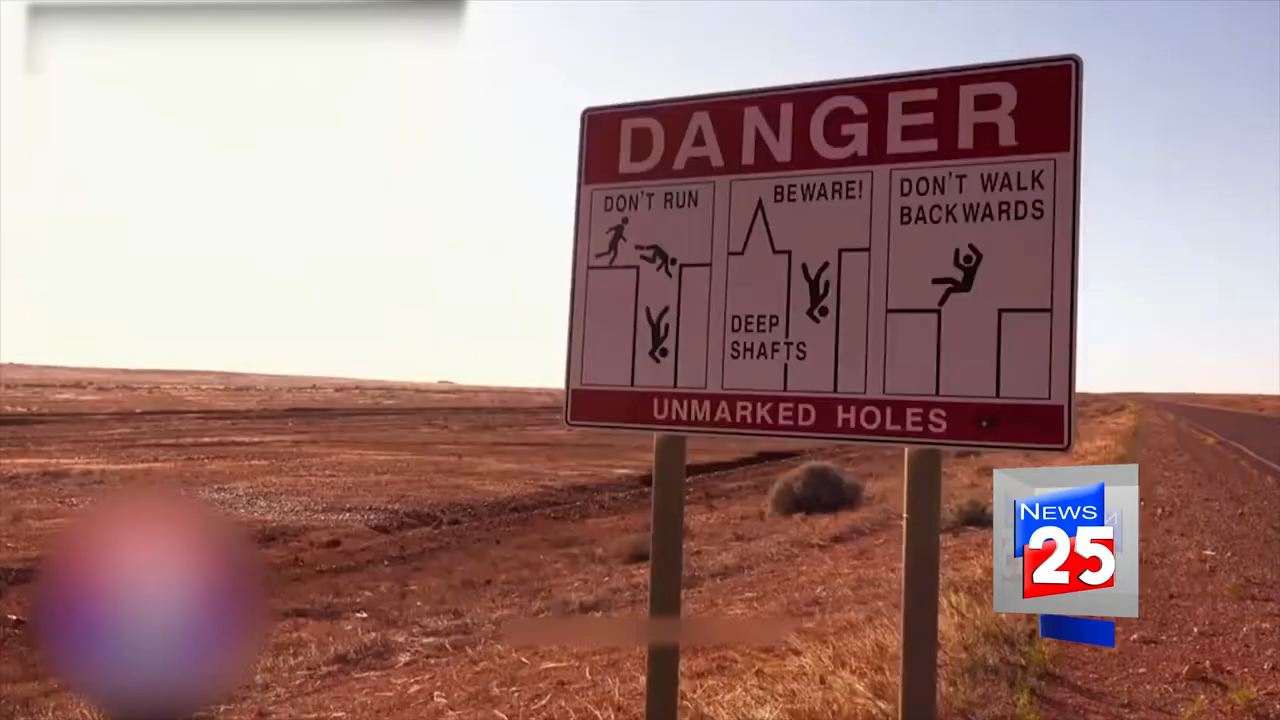 DANGER
DON'T RUN
BEWARE!
DEEP
SHAFTS
DON'T WALK
BACKWARDS
UNMARKED HOLES
NEWS
25